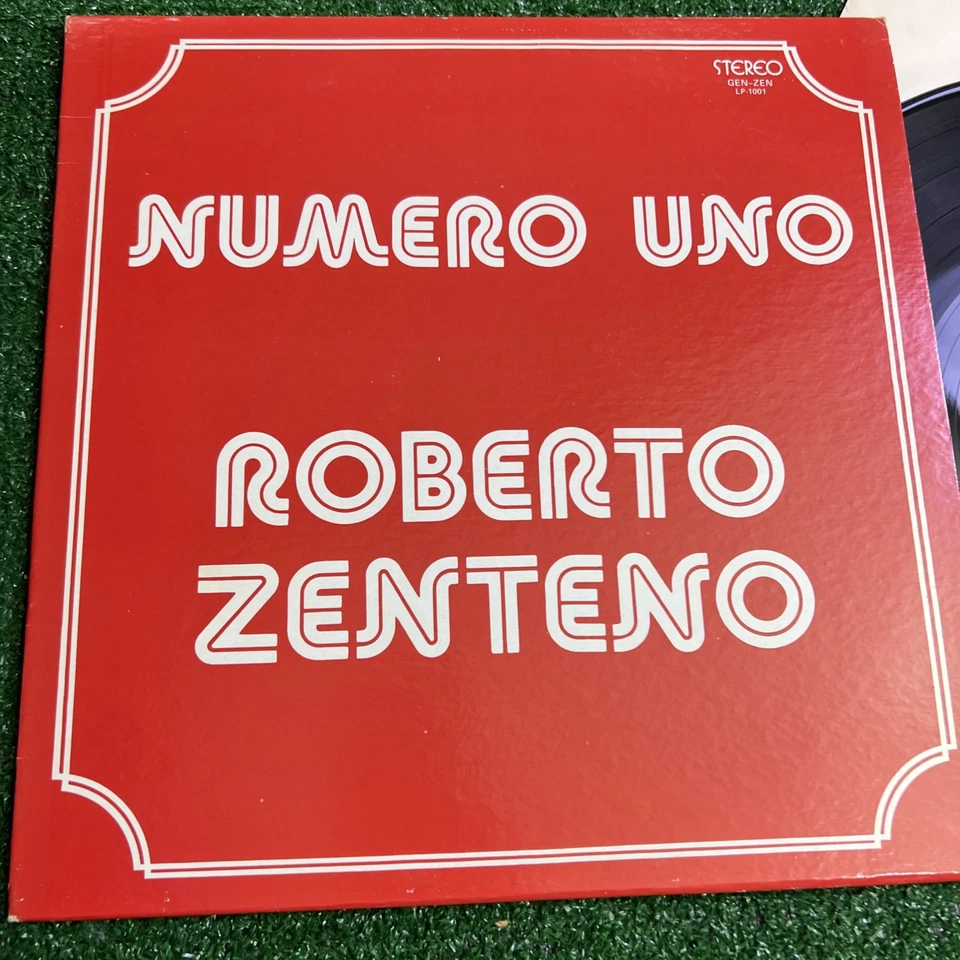 STEREO
GEN-ZEN
LP-1001
NUMERO UNO
ROBERTO
ZENTENO